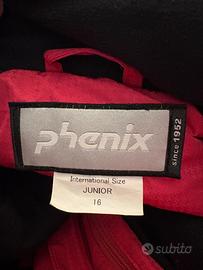 phenix
since 1952
International Size
JUNIOR
16
subito